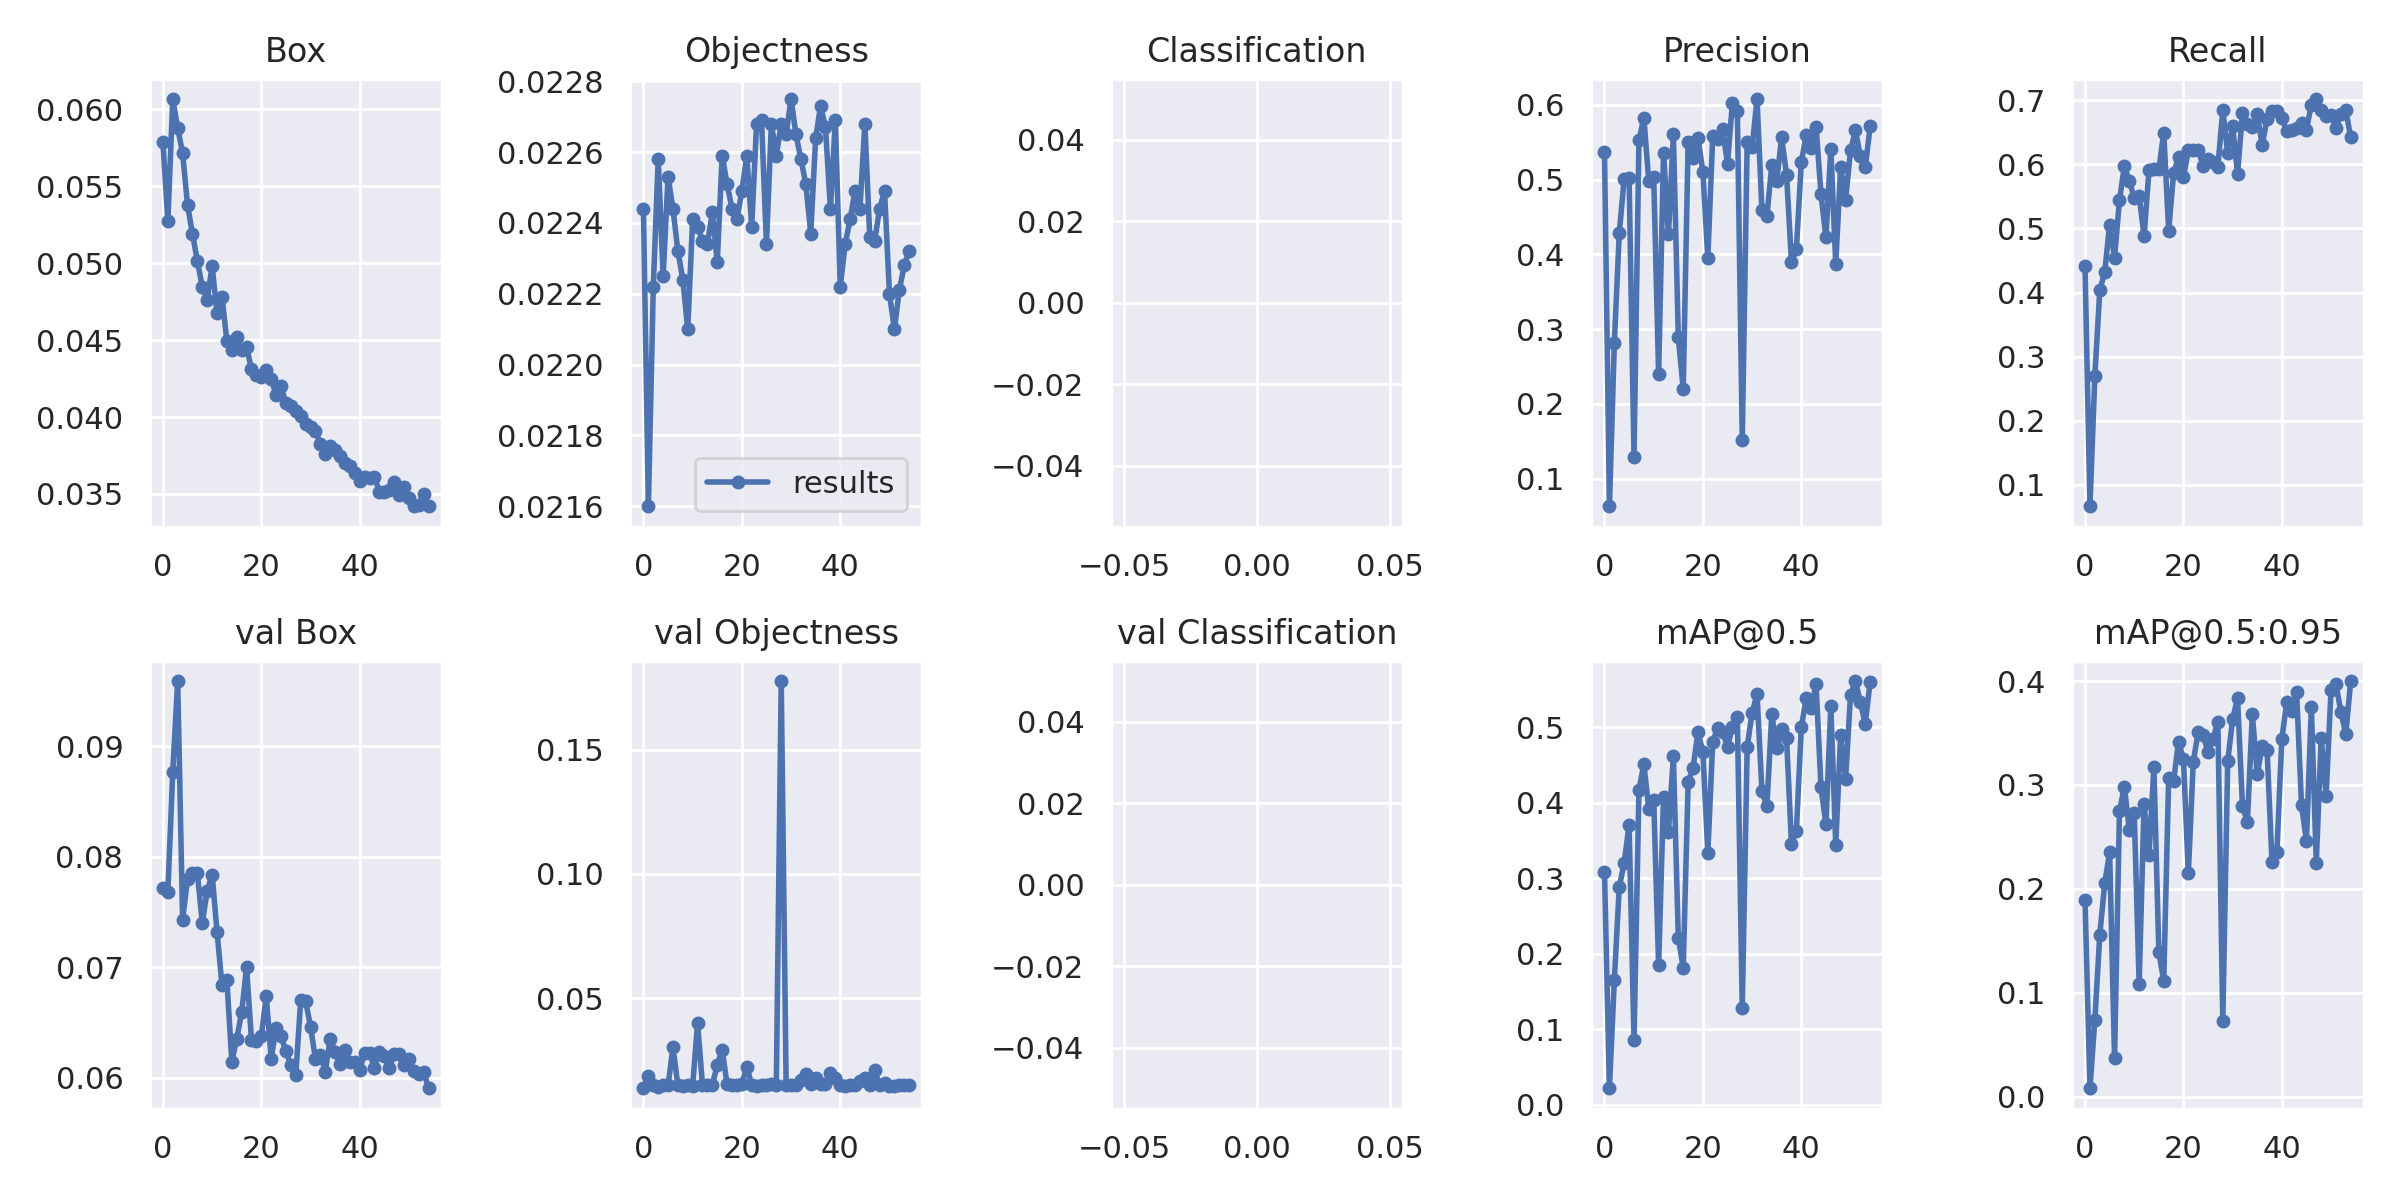 Box
0.060
0.055
0.050
0.045
0.040
0.035
0 20 40
Objectness
0.0228
0.0226
0.0224
0.0222
0.0220
0.0218
0.0216
results
0 20 40
Classification
0.04
0.02
0.00
−0.02
−0.04
−0.05 0.00 0.05
Precision
0.6
0.5
0.4
0.3
0.2
0.1
0 20 40
Recall
0.7
0.6
0.5
0.4
0.3
0.2
0.1
0 20 40
val Box
0.09
0.08
0.07
0.06
0 20 40
val Objectness
0.15
0.10
0.05
0 20 40
val Classification
0.04
0.02
0.00
−0.02
−0.04
−0.05 0.00 0.05
mAP@0.5
0.5
0.4
0.3
0.2
0.1
0.0
0 20 40
mAP@0.5:0.95
0.4
0.3
0.2
0.1
0.0
0 20 40